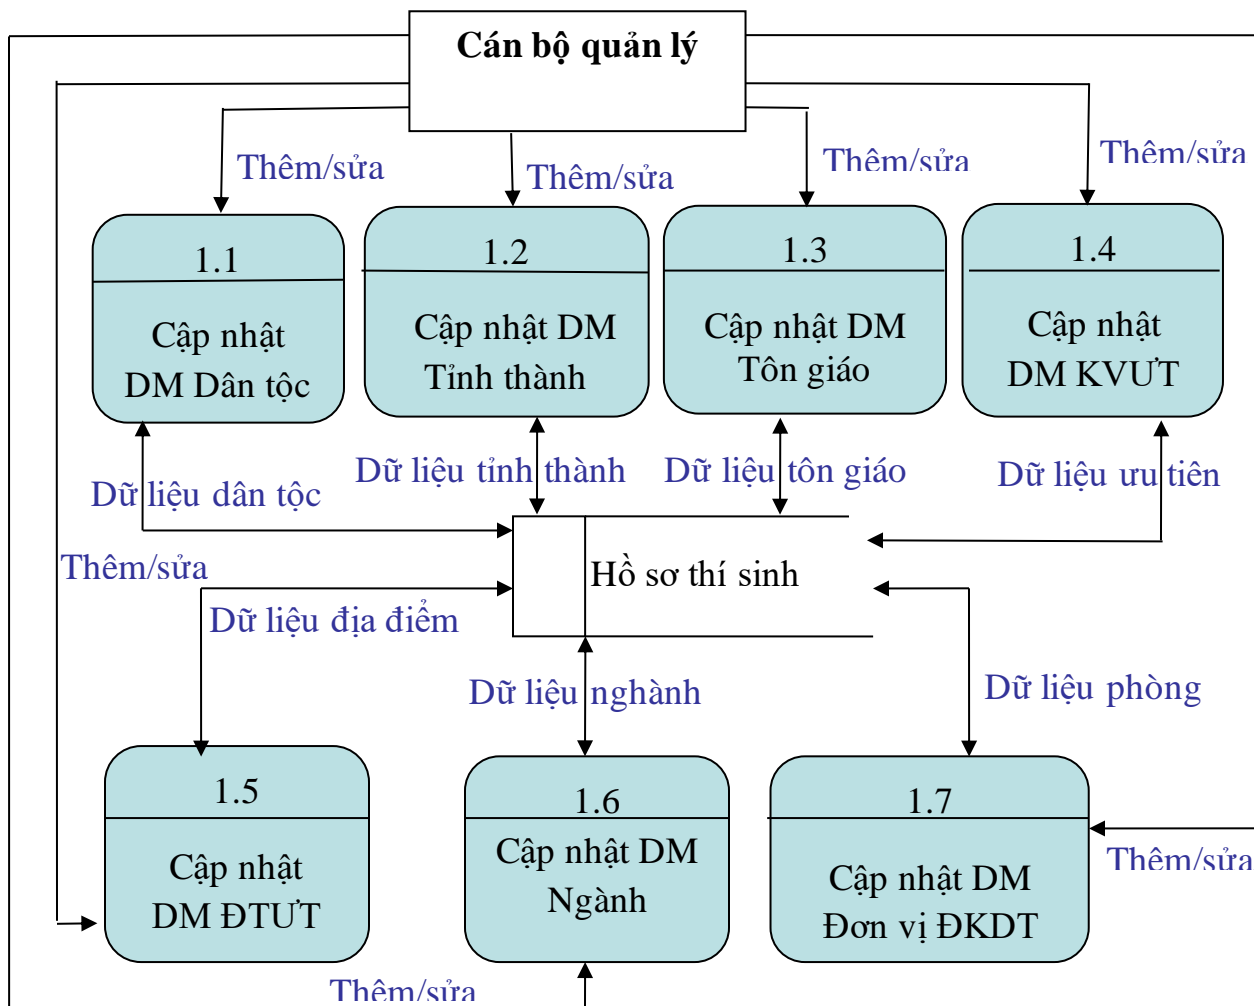 Cán bộ quản lý
Thêm/sửa
Thêm/sửa
Thêm/sửa
Thêm/sửa
1.1
Cập nhật
DM Dân tộc
1.2
Cập nhật DM
Tỉnh thành
1.3
Cập nhật DM
Tôn giáo
1.4
Cập nhật
DM KVƯT
Dữ liệu dân tộc
Dữ liệu tỉnh thành
Dữ liệu tôn giáo
Dữ liệu ưu tiên
Thêm/sửa
Hồ sơ thí sinh
Dữ liệu địa điểm
Dữ liệu nghành
Dữ liệu phòng
1.5
Cập nhật
DM ĐTƯT
1.6
Cập nhật DM
Ngành
1.7
Cập nhật DM
Đơn vị ĐKDT
Thêm/sửa
Thêm/sửa